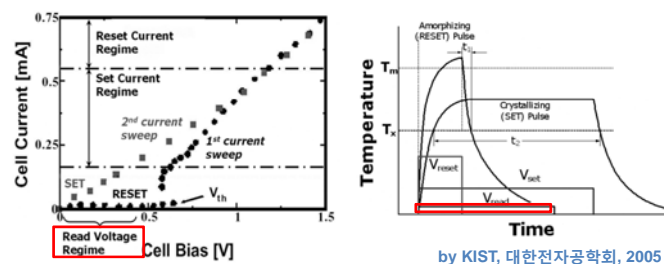 0.75
Reset Current
Regime
0.5
Set Current
Regime
2nd current
sweep
1st current
sweep
0.25
SET
RESET
Vth
0
0
0.5
1
1.5
Read Voltage
Regime
Cell Bias [V]
Cell Current [mA]
Amorphizing
(RESET) Pulse
t1
Tm
Crystallizing
(SET) Pulse
Tx
t2
Vreset
Vset
Vread
Temperature
Time
by KIST, 대한전자공학회, 2005